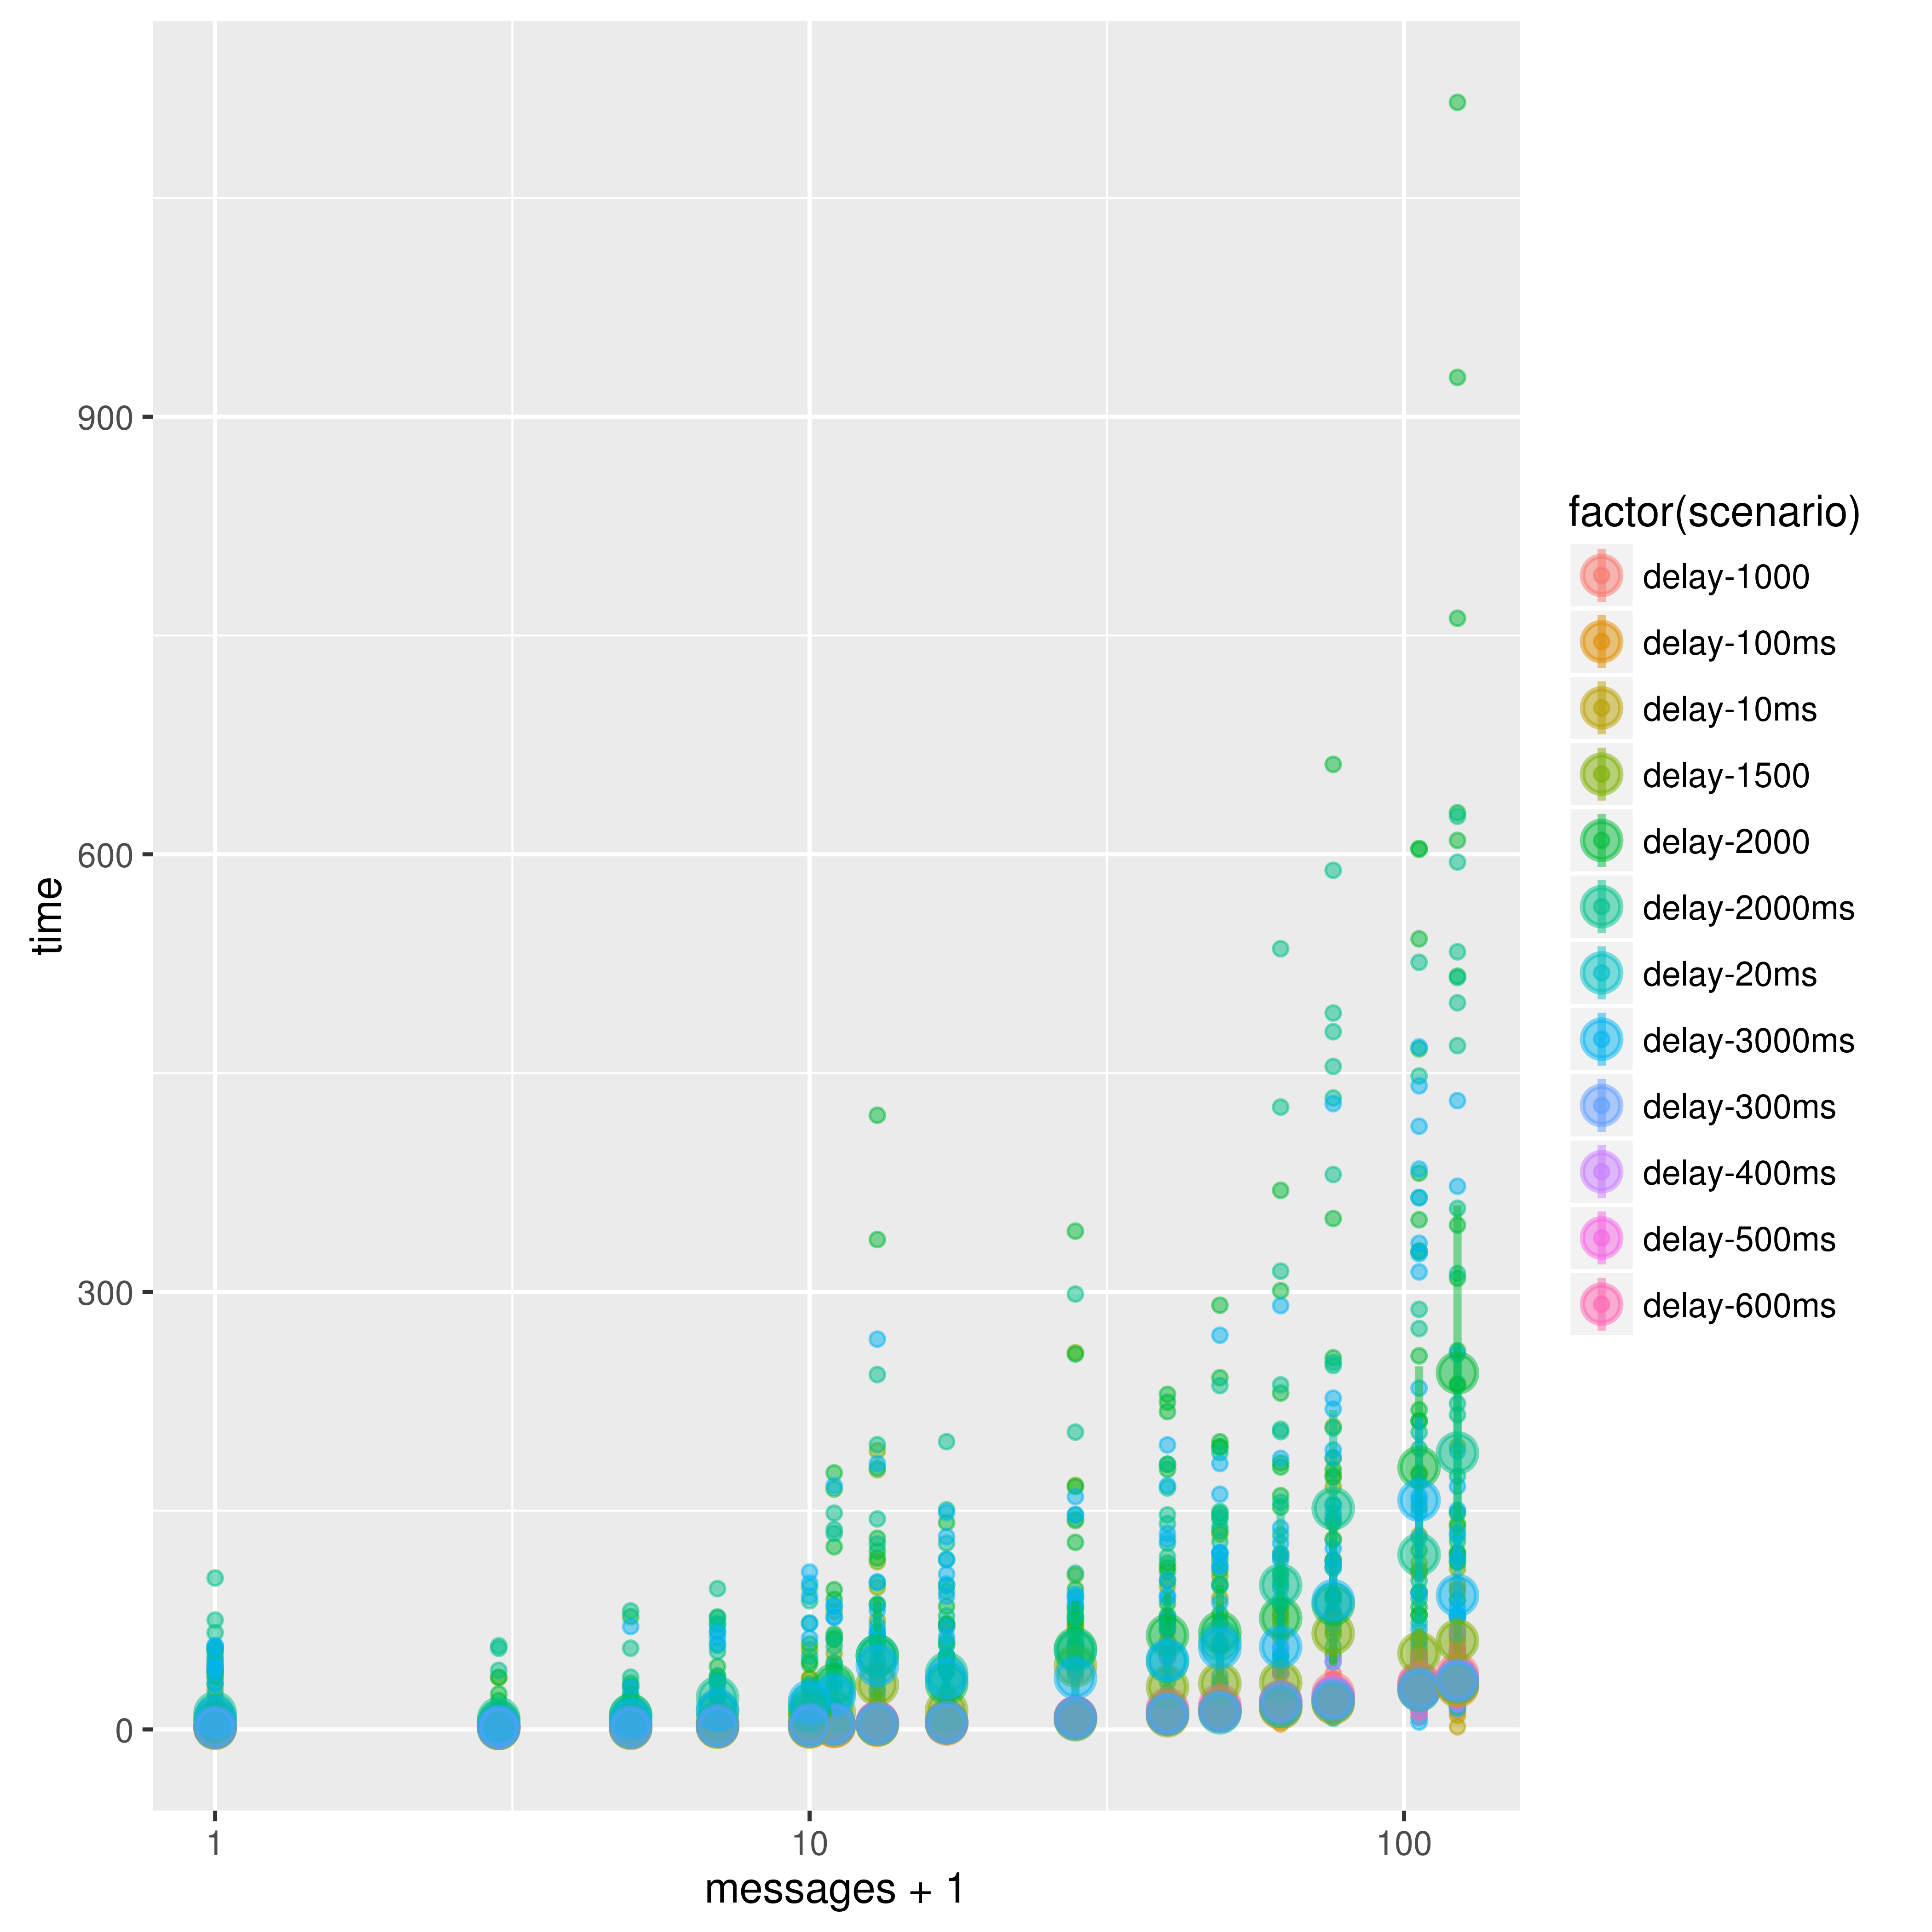 900
600
300
0
time
1
10
100
messages + 1
factor(scenario)
delay-1000
delay-100ms
delay-10ms
delay-1500
delay-2000
delay-2000ms
delay-20ms
delay-3000ms
delay-300ms
delay-400ms
delay-500ms
delay-600ms